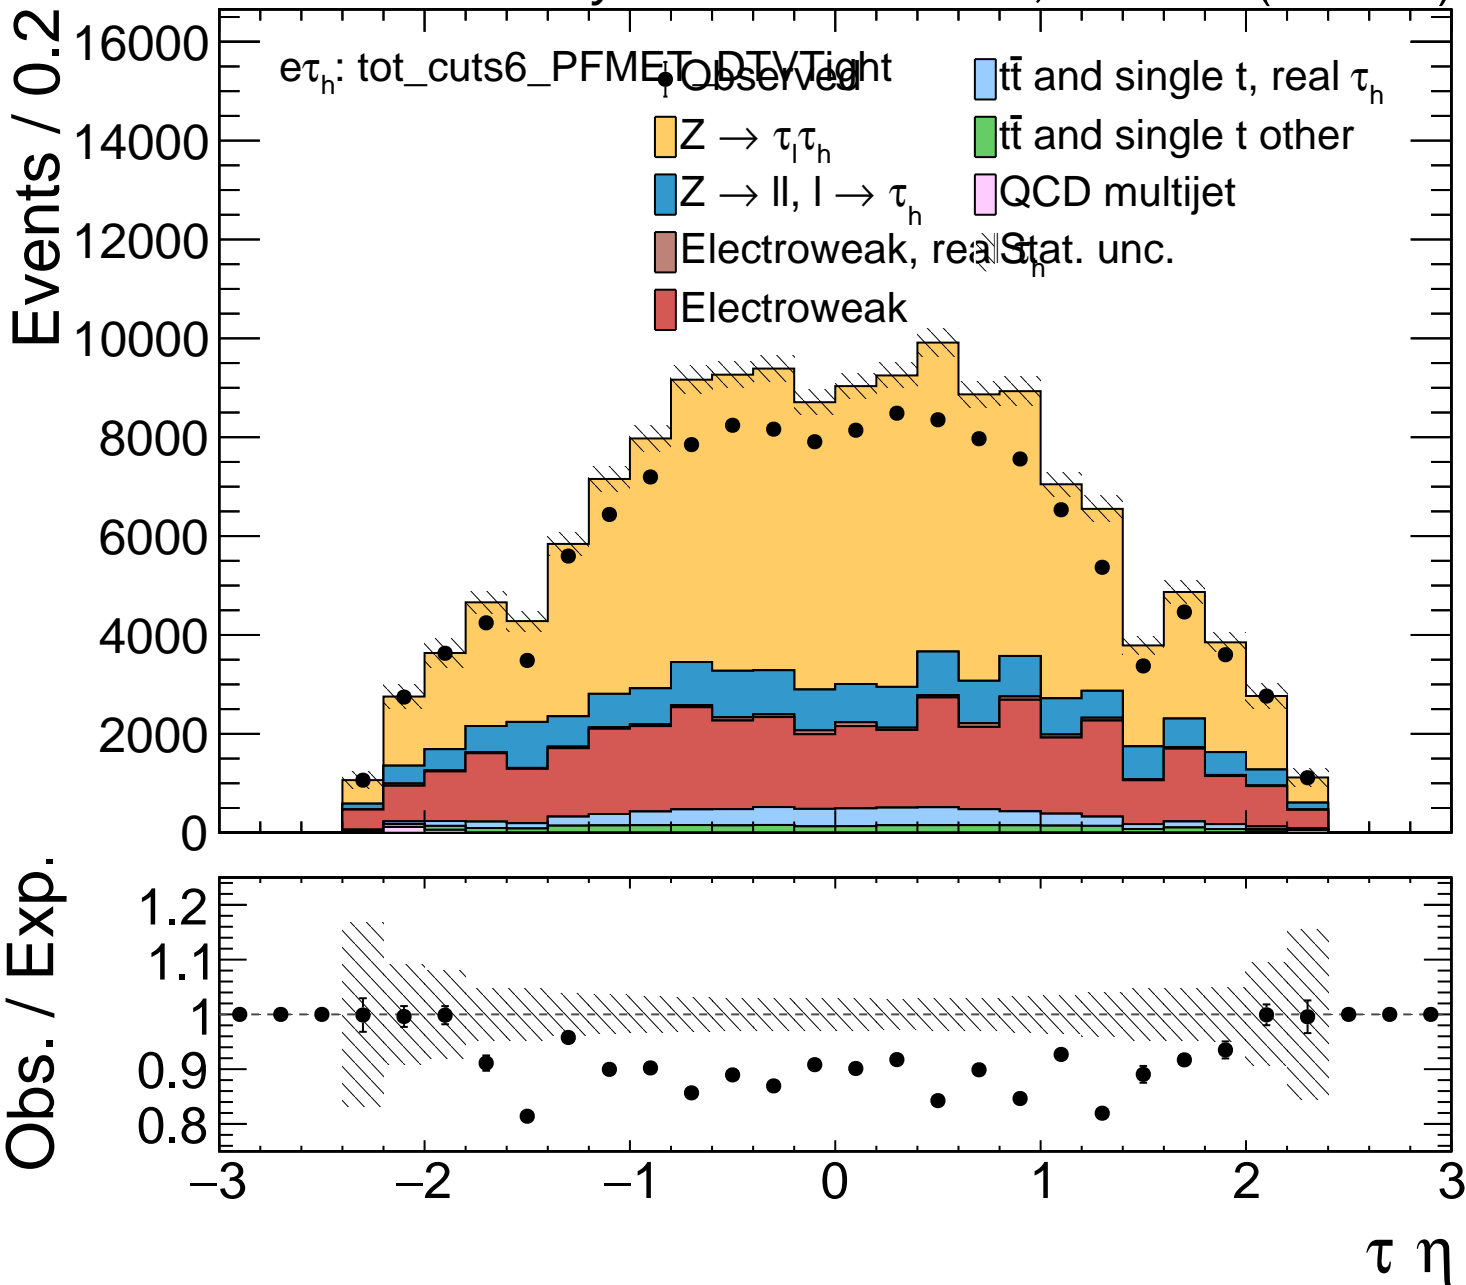 Events / 0.2
16000
14000
12000
10000
8000
6000
4000
2000
0
eτh: tot_cuts6_PFMET_DTVTight
Observed
Z → τlτh
Z → ll, l → τh
Electroweak, real τh
Electroweak
tt̄ and single t, real τh
tt̄ and single t other
QCD multijet
Stat. unc.
Obs. / Exp.
1.2
1.1
1
0.9
0.8
−3 −2 −1 0 1 2 3
τ η